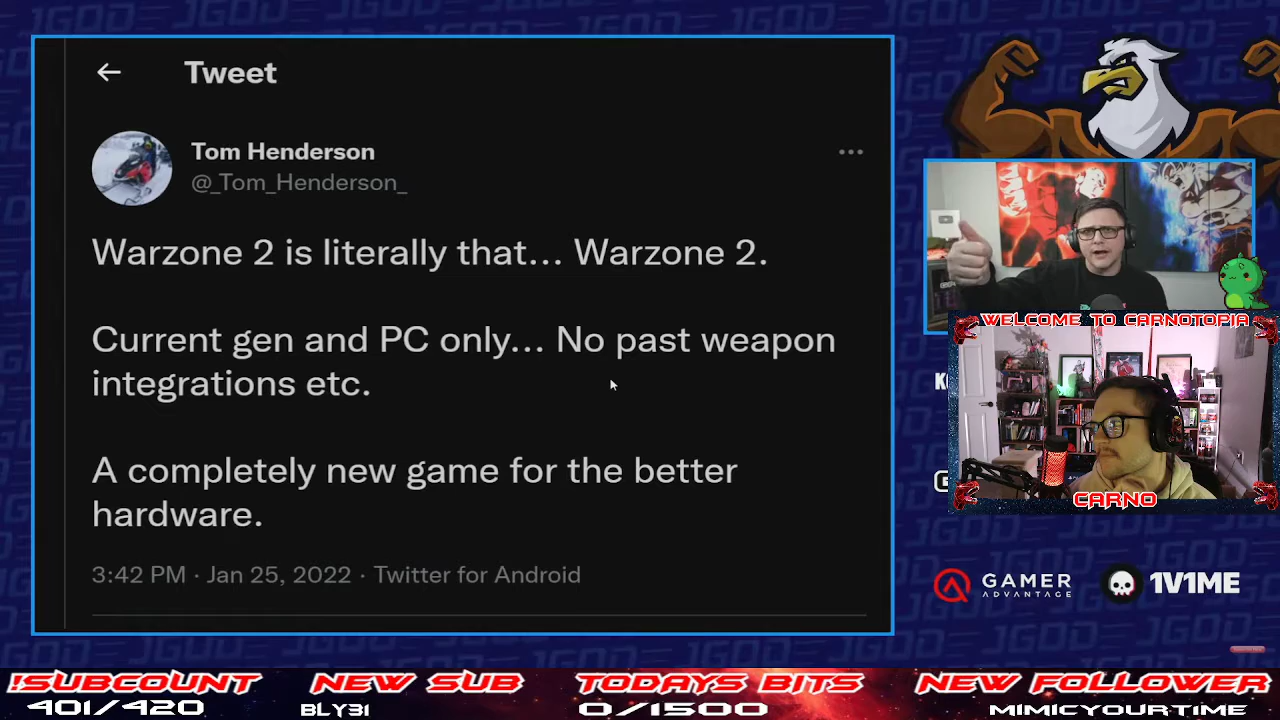 Tweet
Tom Henderson
@_Tom_Henderson_
Warzone 2 is literally that... Warzone 2.
Current gen and PC only... No past weapon
integrations etc.
A completely new game for the better
hardware.
3:42 PM · Jan 25, 2022 · Twitter for Android
WELCOME TO CARNOTOPIA
CARNO
GAMER
ADVANTAGE
1V1ME
!SUBCOUNT
401/420
NEW SUB
BLY31
TODAYS BITS
0/1500
NEW FOLLOWER
MIMICYOURTIME
JGOD